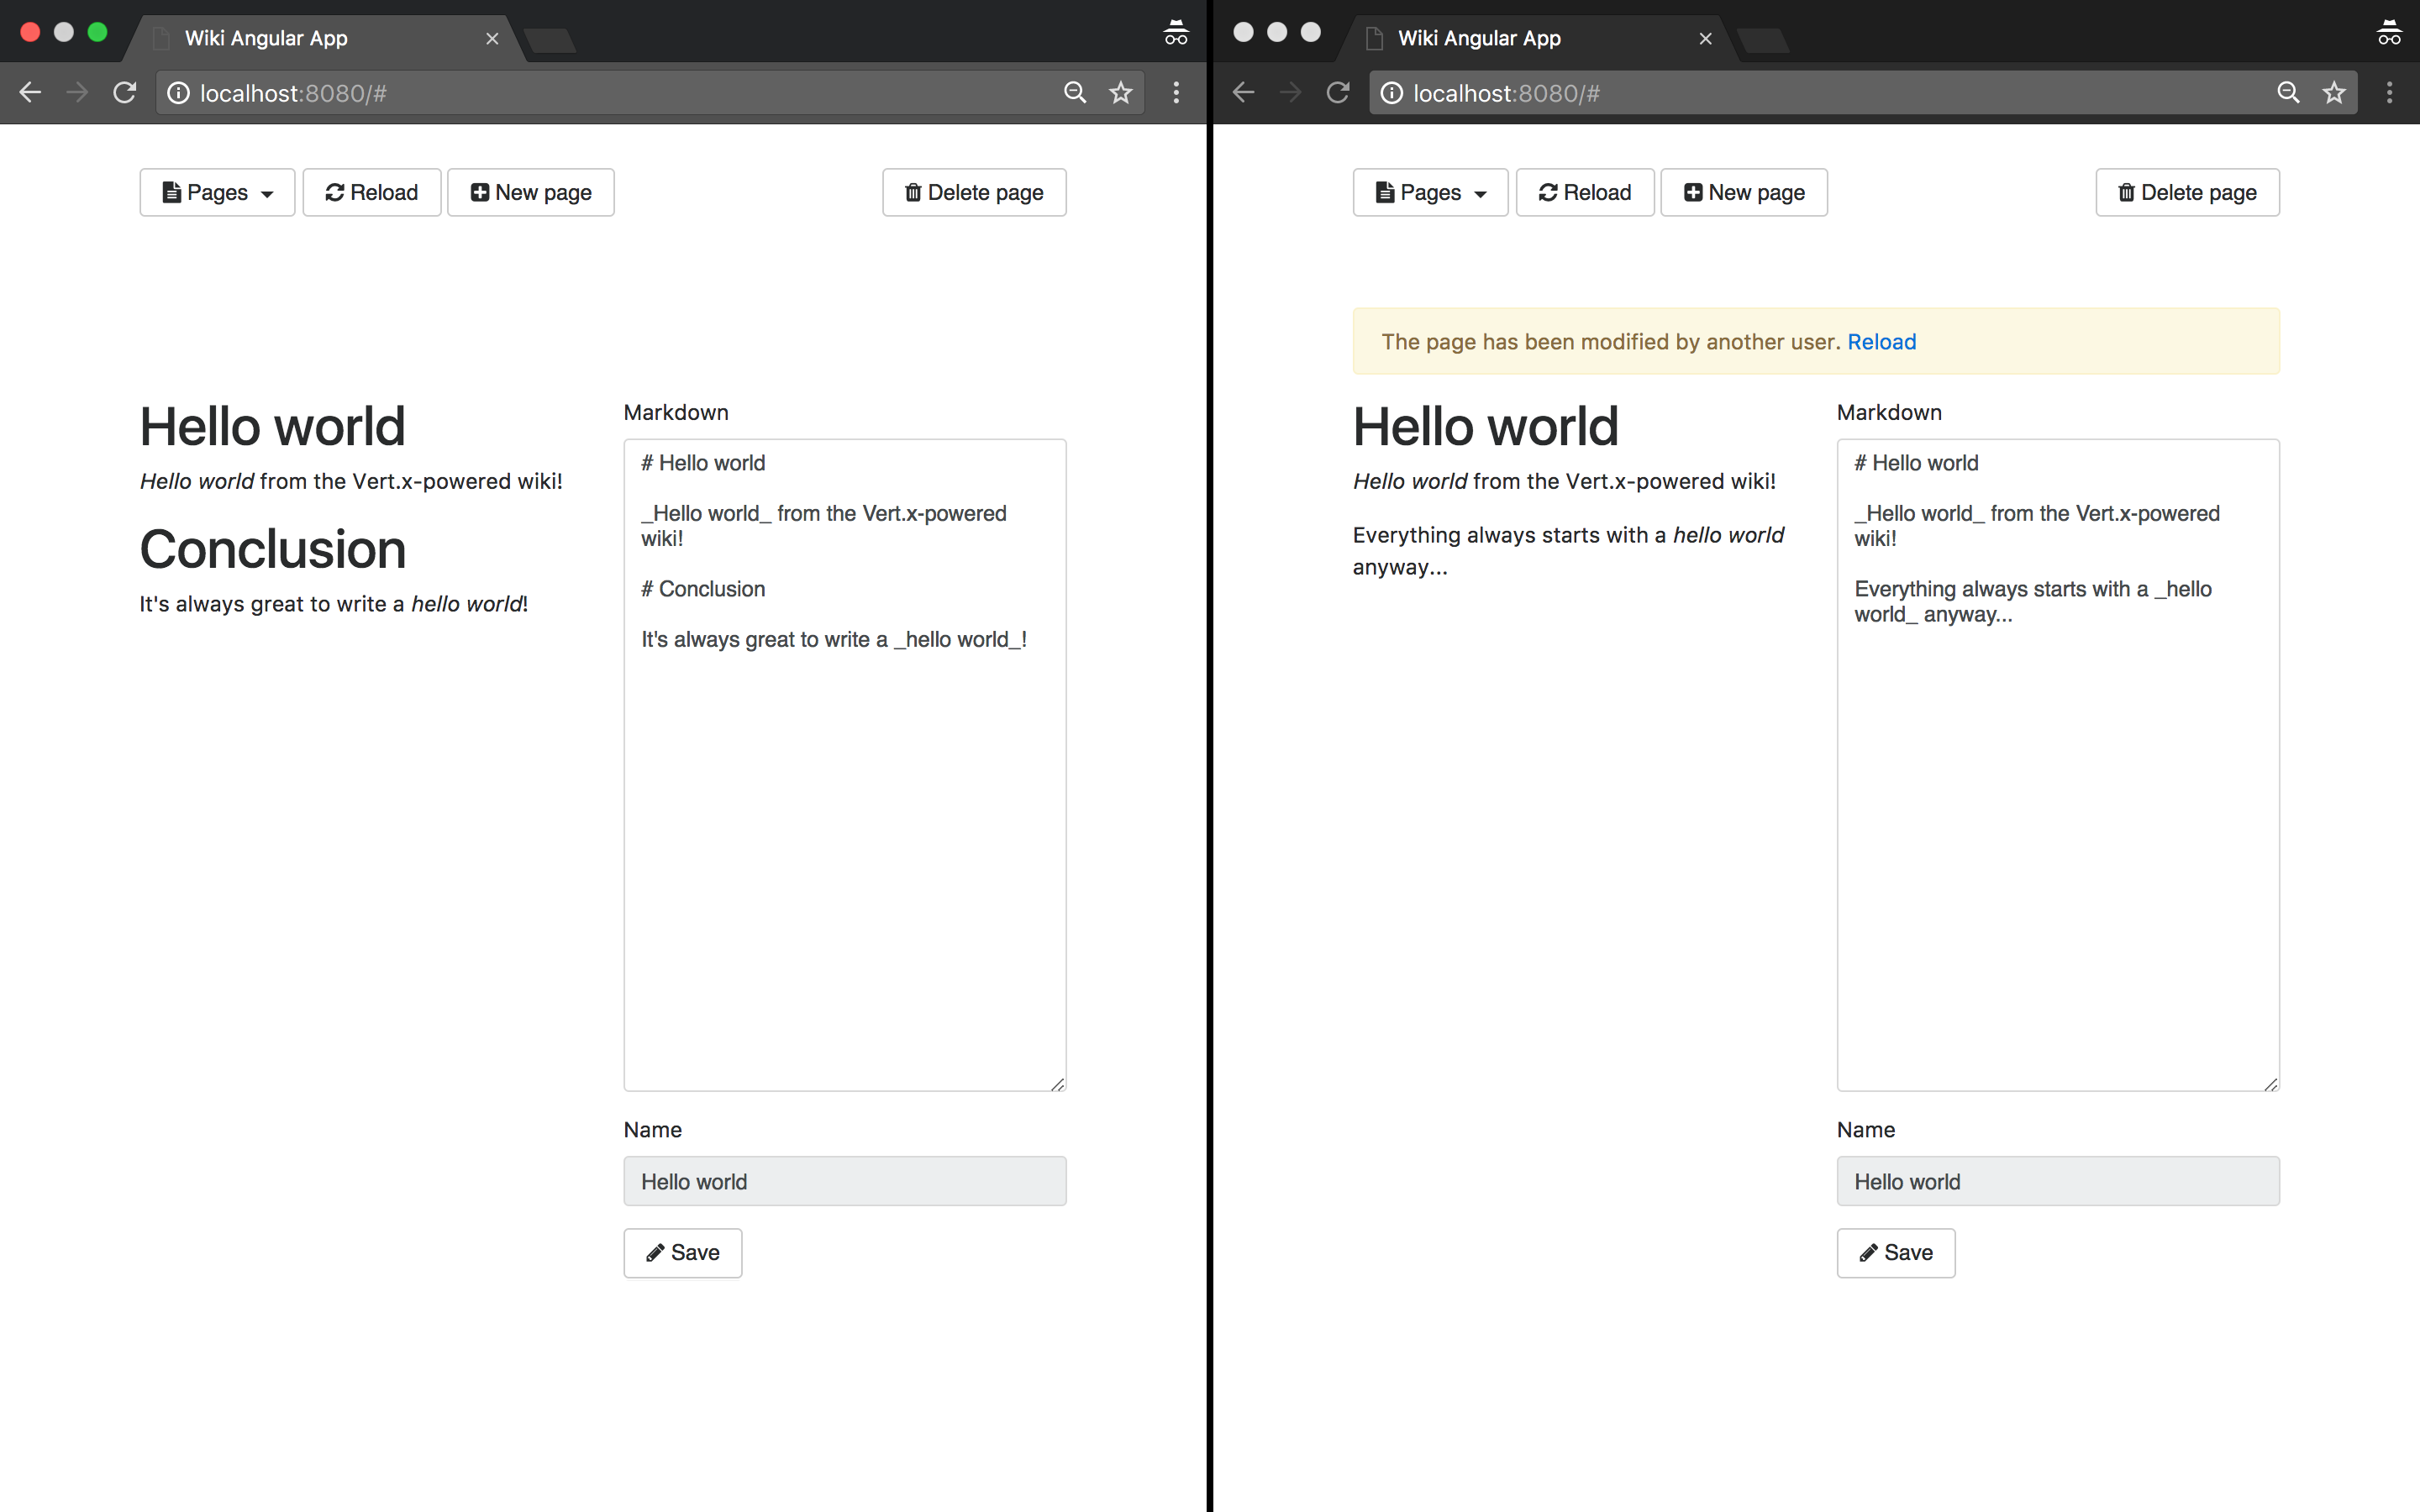 Wiki Angular App
localhost:8080/#
Pages Reload New page Delete page
Hello world
Hello world from the Vert.x-powered wiki!
Conclusion
It's always great to write a hello world!
Markdown
# Hello world
_Hello world_ from the Vert.x-powered
wiki!
# Conclusion
It's always great to write a _hello world_!
Name
Hello world
Save
Wiki Angular App
localhost:8080/#
Pages Reload New page Delete page
The page has been modified by another user. Reload
Hello world
Hello world from the Vert.x-powered wiki!
Everything always starts with a hello world
anyway...
Markdown
# Hello world
_Hello world_ from the Vert.x-powered
wiki!
Everything always starts with a _hello
world_ anyway...
Name
Hello world
Save